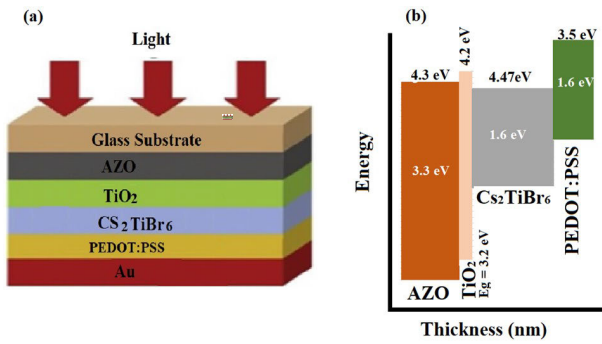 (a)
Light
Glass Substrate
AZO
TiO2
CS2TiBr6
PEDOT:PSS
Au
(b)
Energy
4.3 eV
4.2 eV
4.47eV
3.5 eV
3.3 eV
1.6 eV
1.6 eV
AZO
TiO2
Eg = 3.2 eV
Cs2TiBr6
PEDOT:PSS
Thickness (nm)